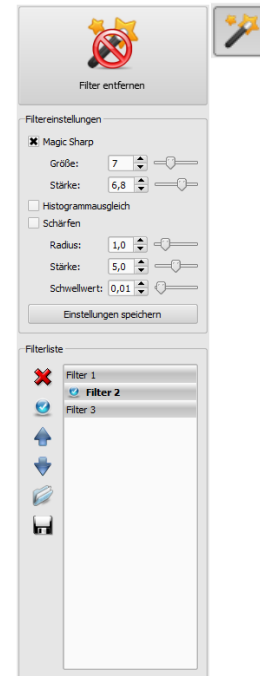 Filter entfernen
Filtereinstellungen
Magic Sharp
Größe: 7
Stärke: 6,8
Histogrammausgleich
Schärfen
Radius: 1,0
Stärke: 5,0
Schwellwert: 0,01
Einstellungen speichern
Filterliste
Filter 1
Filter 2
Filter 3